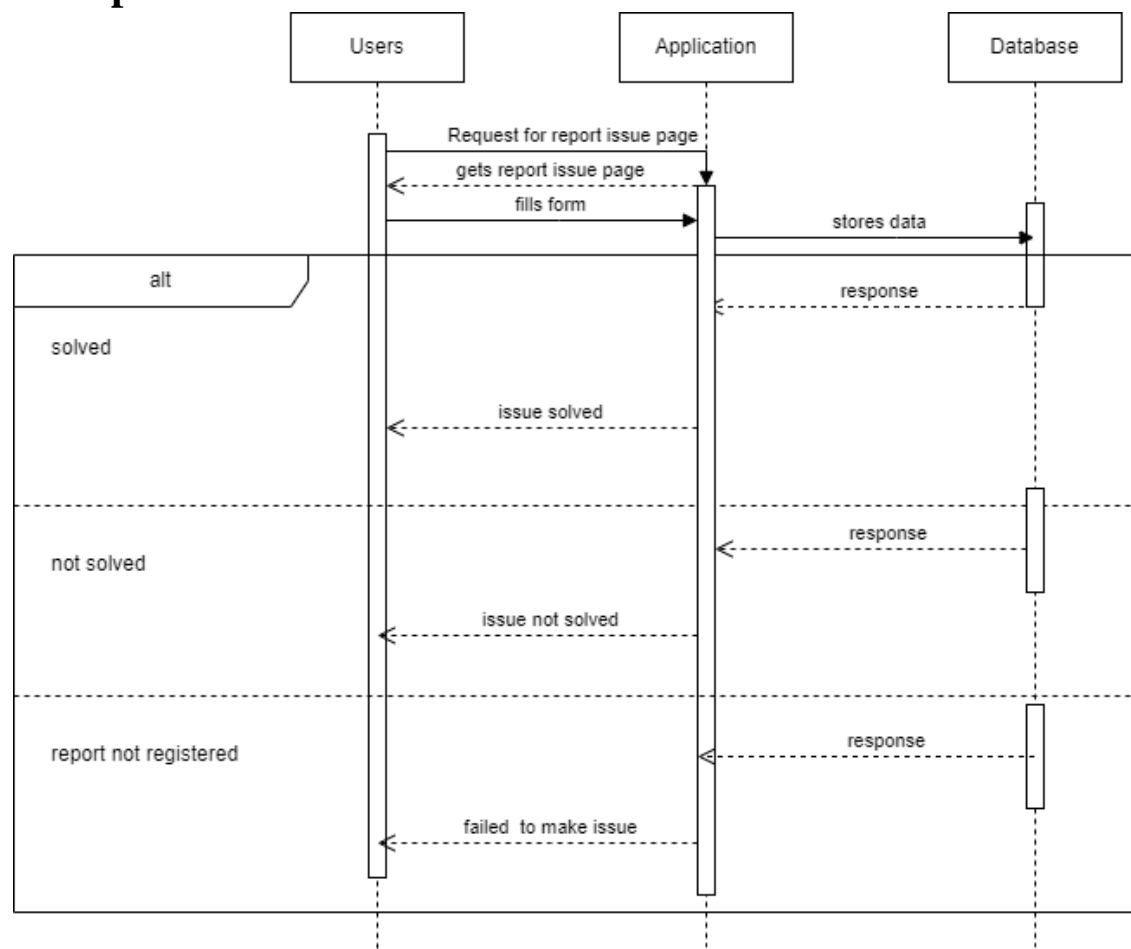 Users
Application
Database
Request for report issue page
gets report issue page
fills form
stores data
alt
response
solved
issue solved
response
not solved
issue not solved
response
report not registered
failed to make issue